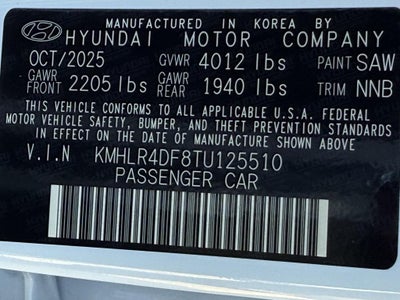 MANUFACTURED IN KOREA BY
HYUNDAI MOTOR COMPANY
OCT/2025 GVWR 4012 lbs PAINT SAW
GAWR FRONT 2205 lbs GAWR REAR 1940 lbs TRIM NNB
THIS VEHICLE CONFORMS TO ALL APPLICABLE U.S.A. FEDERAL
MOTOR VEHICLE SAFETY, BUMPER, AND THEFT PREVENTION STANDARDS
IN EFFECT ON THE DATE OF MANUFACTURE SHOWN ABOVE.
V.I.N KMHLR4DF8TU125510
PASSENGER CAR